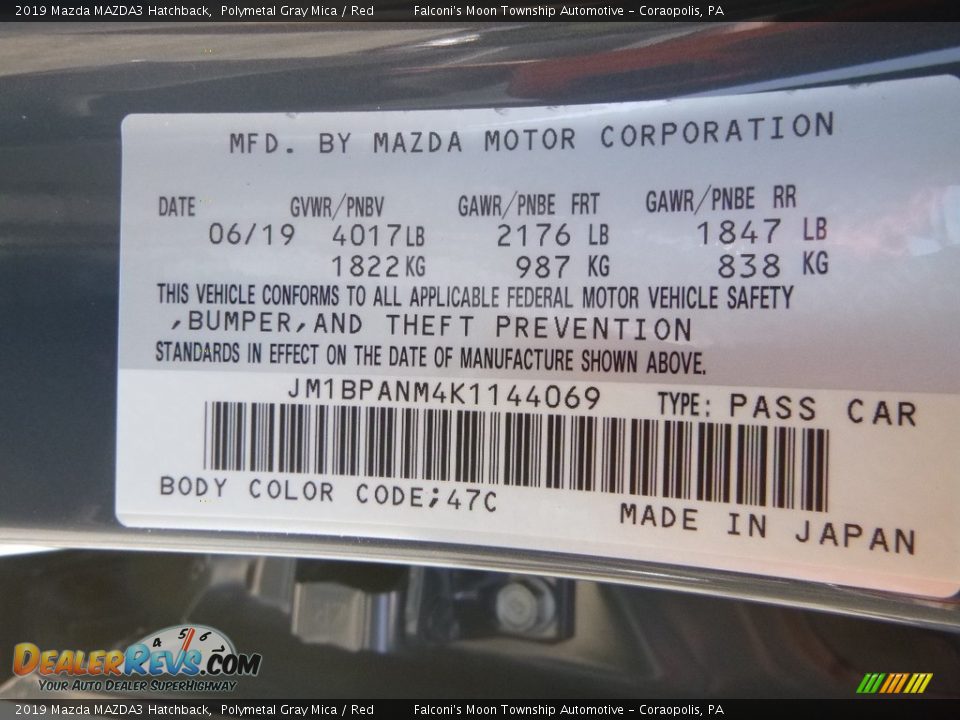 2019 Mazda MAZDA3 Hatchback, Polymetal Gray Mica / Red Falconi's Moon Township Automotive - Coraopolis, PA
MFD. BY MAZDA MOTOR CORPORATION
DATE GVWR/PNBV GAWR/PNBE FRT GAWR/PNBE RR
06/19 4017LB 2176 LB 1847 LB
1822KG 987 KG 838 KG
THIS VEHICLE CONFORMS TO ALL APPLICABLE FEDERAL MOTOR VEHICLE SAFETY
,BUMPER,AND THEFT PREVENTION
STANDARDS IN EFFECT ON THE DATE OF MANUFACTURE SHOWN ABOVE.
JM1BPANM4K1144069 TYPE: PASS CAR
BODY COLOR CODE;47C
MADE IN JAPAN
4 5 6
DEALERREVS.COM
YOUR AUTO DEALER SUPERHIGHWAY
2019 Mazda MAZDA3 Hatchback, Polymetal Gray Mica / Red Falconi's Moon Township Automotive - Coraopolis, PA